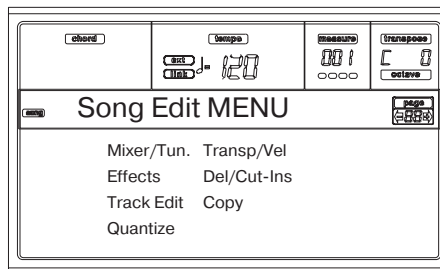 chord tempo measure transpose
ext
link ♩= 120 001 C 0
octave
song Song Edit MENU page
88
Mixer/Tun. Transp/Vel
Effects Del/Cut-Ins
Track Edit Copy
Quantize